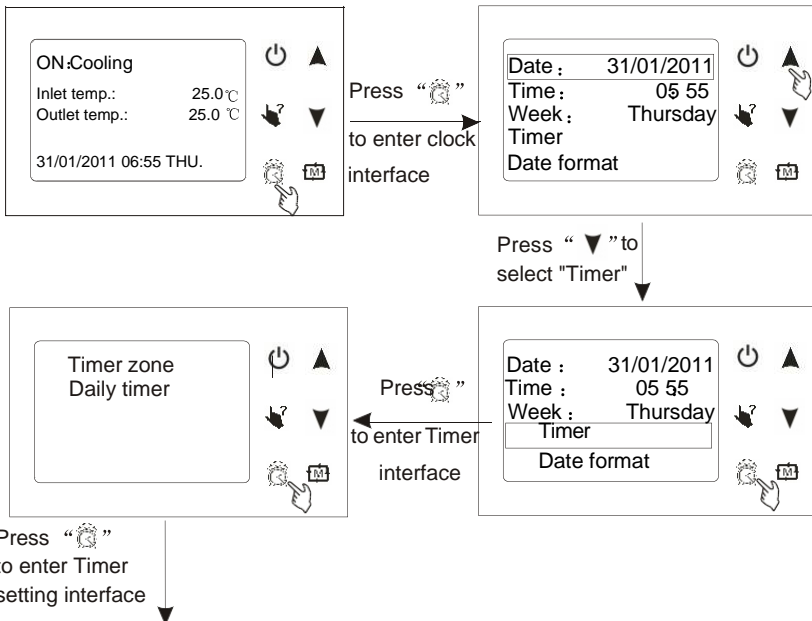 ON:Cooling
Inlet temp.: 25.0℃
Outlet temp.: 25.0 ℃
31/01/2011 06:55 THU.
M
Press “ ”
to enter clock
interface
Date: 31/01/2011
Time: 05 55
Week: Thursday
Timer
Date format
M
Press “▼” to
select "Timer"
Date : 31/01/2011
Time : 05 55
Week : Thursday
Timer
Date format
M
Press “ ”
to enter Timer
interface
Timer zone
Daily timer
M
Press “ ”
to enter Timer
setting interface